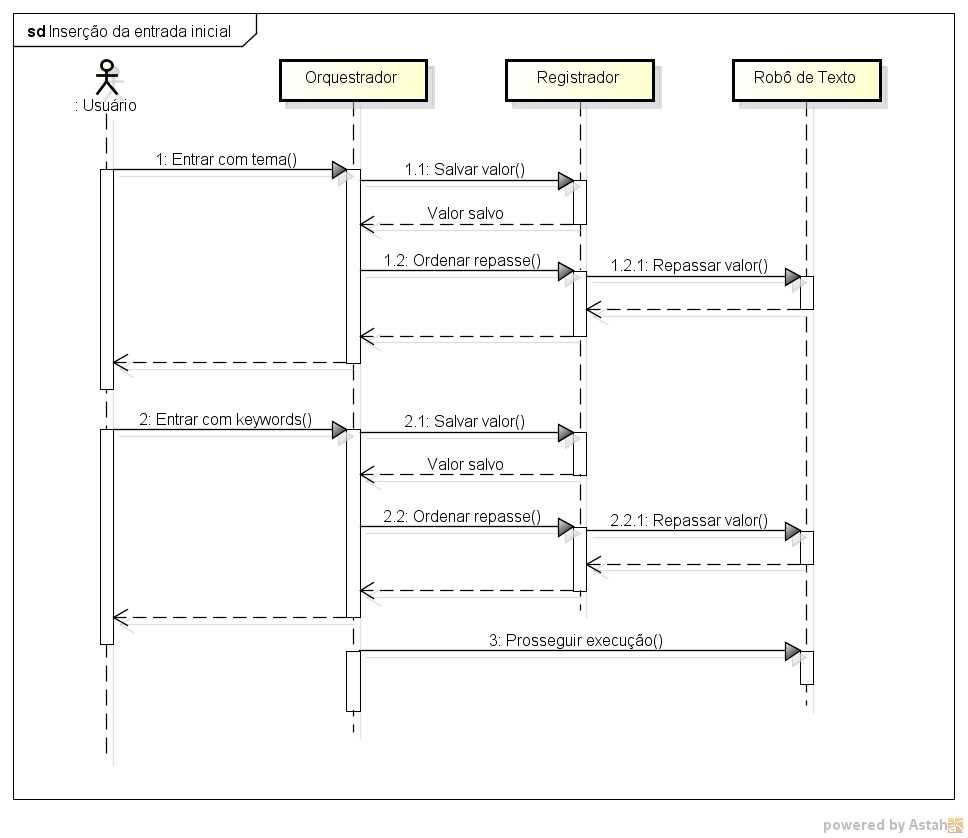 sd Inserção da entrada inicial
: Usuário
Orquestrador
Registrador
Robô de Texto
1: Entrar com tema()
1.1: Salvar valor()
Valor salvo
1.2: Ordenar repasse()
1.2.1: Repassar valor()
2: Entrar com keywords()
2.1: Salvar valor()
Valor salvo
2.2: Ordenar repasse()
2.2.1: Repassar valor()
3: Prosseguir execução()
powered by Astah